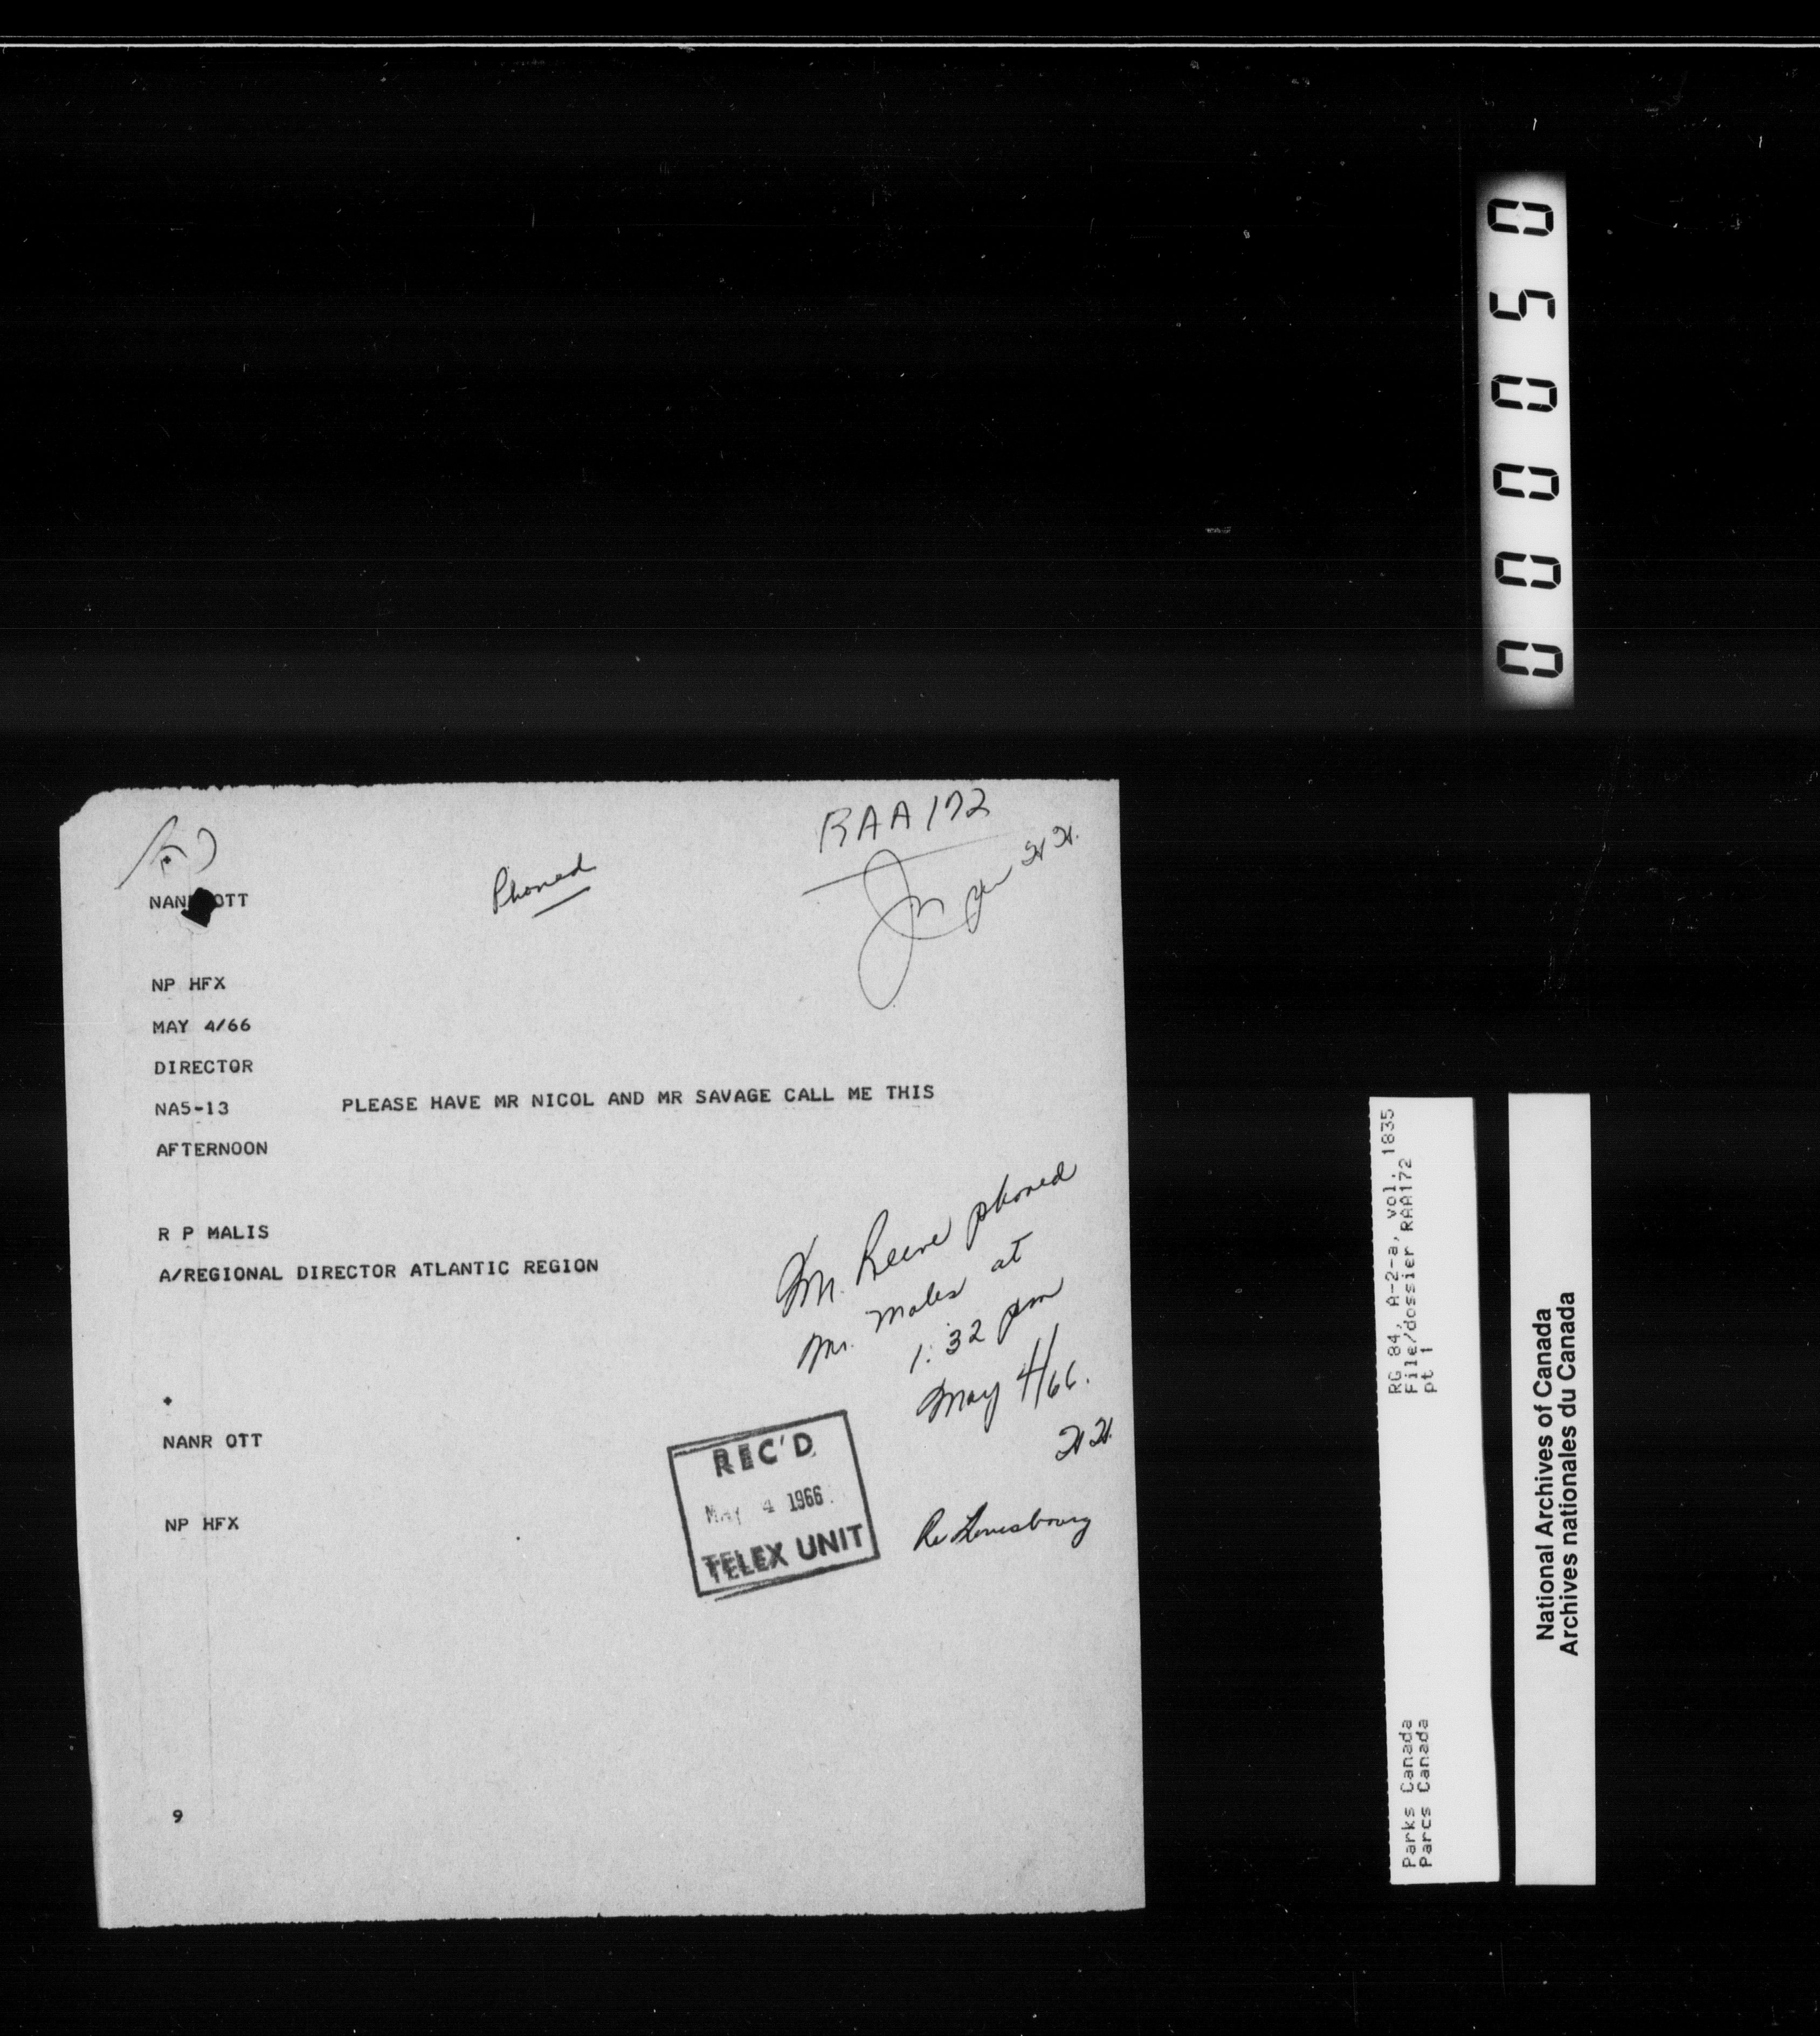 RAA172
Phoned
NANR OTT
NP HFX
MAY 4/66
DIRECTOR
NA5-13 PLEASE HAVE MR NICOL AND MR SAVAGE CALL ME THIS
AFTERNOON
R P MALIS
A/REGIONAL DIRECTOR ATLANTIC REGION
Mr. Reeve phoned
Mr. Males at
1:32 pm
May 4/66.
NANR OTT
REC'D
MAY 4 1966
TELEX UNIT
Re Louisbourg
NP HFX
9
000050
RG 84, A-2-a, vol. 1835
File/dossier RAA172
pt 1
Parks Canada
Parcs Canada
National Archives of Canada
Archives nationales du Canada